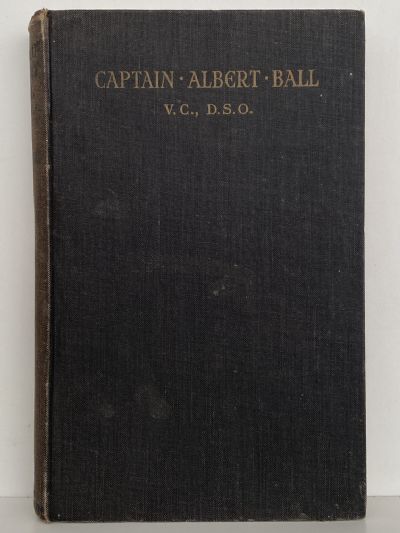 CAPTAIN · ALBERT · BALL
V.C., D.S.O.